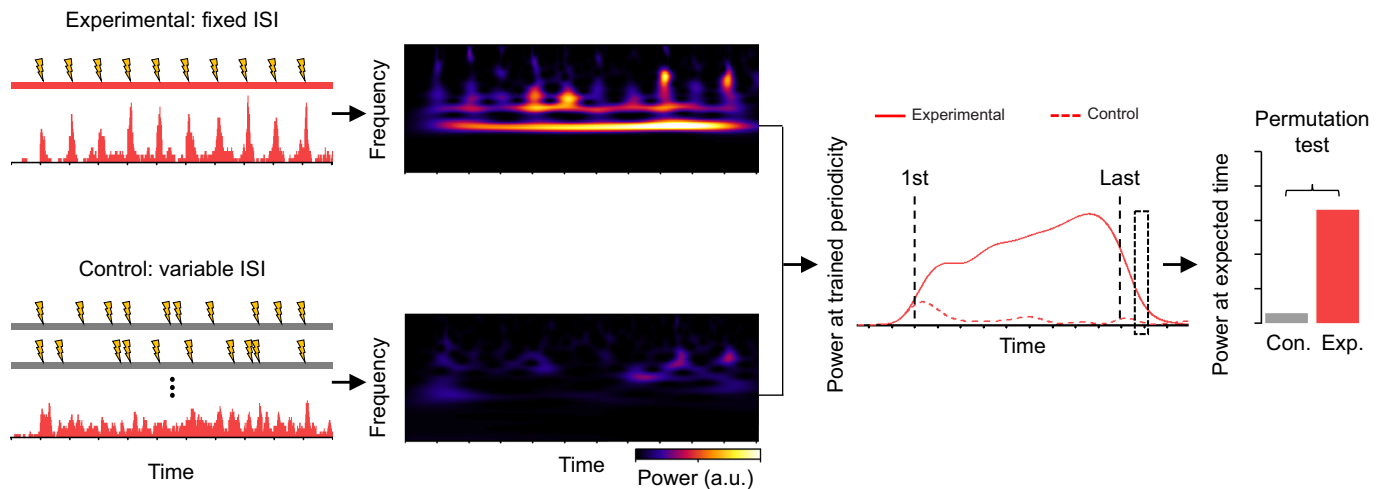 Experimental: fixed ISI
Frequency
Control: variable ISI
Time
Frequency
Time
Power (a.u.)
Experimental
Control
1st
Last
Power at trained periodicity
Time
Permutation
test
Power at expected time
Con.
Exp.